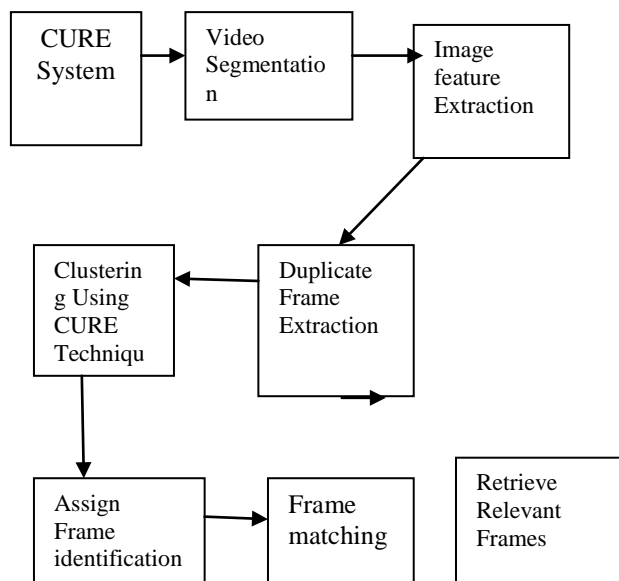 CURE
System
Video
Segmentatio
n
Image
feature
Extraction
Clusterin
g Using
CURE
Techniqu
Duplicate
Frame
Extraction
Assign
Frame
identification
Frame
matching
Retrieve
Relevant
Frames